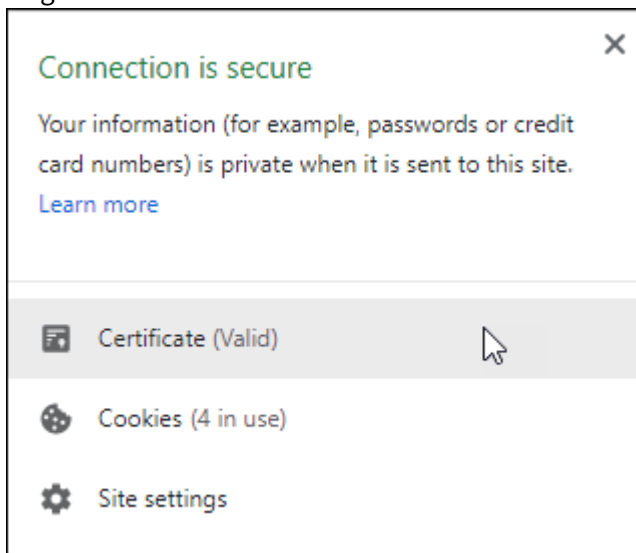 Connection is secure
Your information (for example, passwords or credit
card numbers) is private when it is sent to this site.
Learn more
Certificate (Valid)
Cookies (4 in use)
Site settings